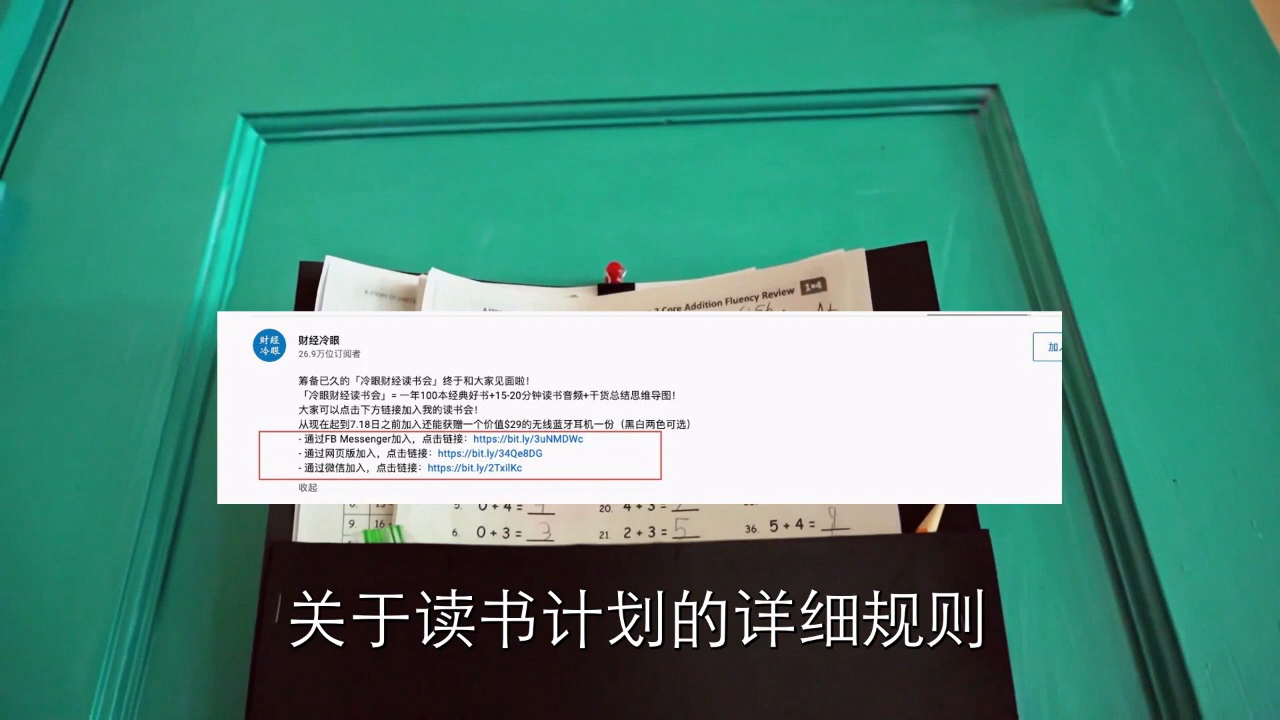 Core Addition Fluency Review
财经
冷眼
财经冷眼
26.9万位订阅者
加
筹备已久的「冷眼财经读书会」终于和大家见面啦！
「冷眼财经读书会」= 一年100本经典好书+15-20分钟读书音频+干货总结思维导图！
大家可以点击下方链接加入我的读书会！
从现在起到7.18日之前加入还能获赠一个价值$29的无线蓝牙耳机一份（黑白两色可选）
- 通过FB Messenger加入，点击链接：https://bit.ly/3uNMDWc
- 通过网页版加入，点击链接：https://bit.ly/34Qe8DG
- 通过微信加入，点击链接：https://bit.ly/2TxilKc
收起
9. 16
6. 0 + 3 = 3
21. 2 + 3 = 5
36. 5 + 4 = 9
关于读书计划的详细规则